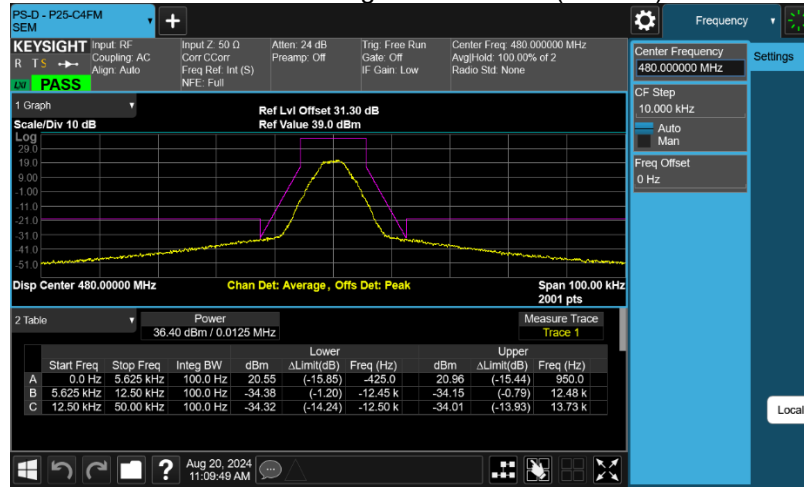 PS-D - P25-C4FM
SEM
Frequency
KEYSIGHT
R T S
LXI PASS
Input: RF
Coupling: AC
Align: Auto
Input Z: 50 Ω
Corr CCorr
Freq Ref: Int (S)
NFE: Full
Atten: 24 dB
Preamp: Off
Trig: Free Run
Gate: Off
IF Gain: Low
Center Freq: 480.000000 MHz
Avg|Hold: 100.00% of 2
Radio Std: None
Center Frequency
480.000000 MHz
Settings
CF Step
10.000 kHz
Auto
Man
Freq Offset
0 Hz
1 Graph
Scale/Div 10 dB
Ref Lvl Offset 31.30 dB
Ref Value 39.0 dBm
Log
29.0
19.0
9.00
-1.00
-11.0
-21.0
-31.0
-41.0
-51.0
Disp Center 480.00000 MHz
Chan Det: Average, Offs Det: Peak
Span 100.00 kHz
2001 pts
2 Table
Power
36.40 dBm / 0.0125 MHz
Measure Trace
Trace 1
Lower Upper
Start Freq Stop Freq Integ BW dBm ΔLimit(dB) Freq (Hz) dBm ΔLimit(dB) Freq (Hz)
A 0.0 Hz 5.625 kHz 100.0 Hz 20.55 (-15.85) -425.0 20.96 (-15.44) 950.0
B 5.625 kHz 12.50 kHz 100.0 Hz -34.38 (-1.20) -12.45 k -34.15 (-0.79) 12.48 k
C 12.50 kHz 50.00 kHz 100.0 Hz -34.32 (-14.24) -12.50 k -34.01 (-13.93) 13.73 k
Local
Aug 20, 2024
11:09:49 AM